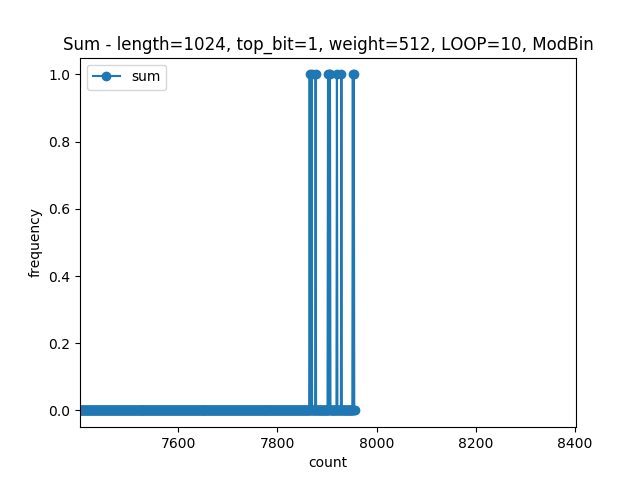 Sum - length=1024, top_bit=1, weight=512, LOOP=10, ModBin
sum
1.0
0.8
0.6
0.4
0.2
0.0
frequency
7600 7800 8000 8200 8400
count